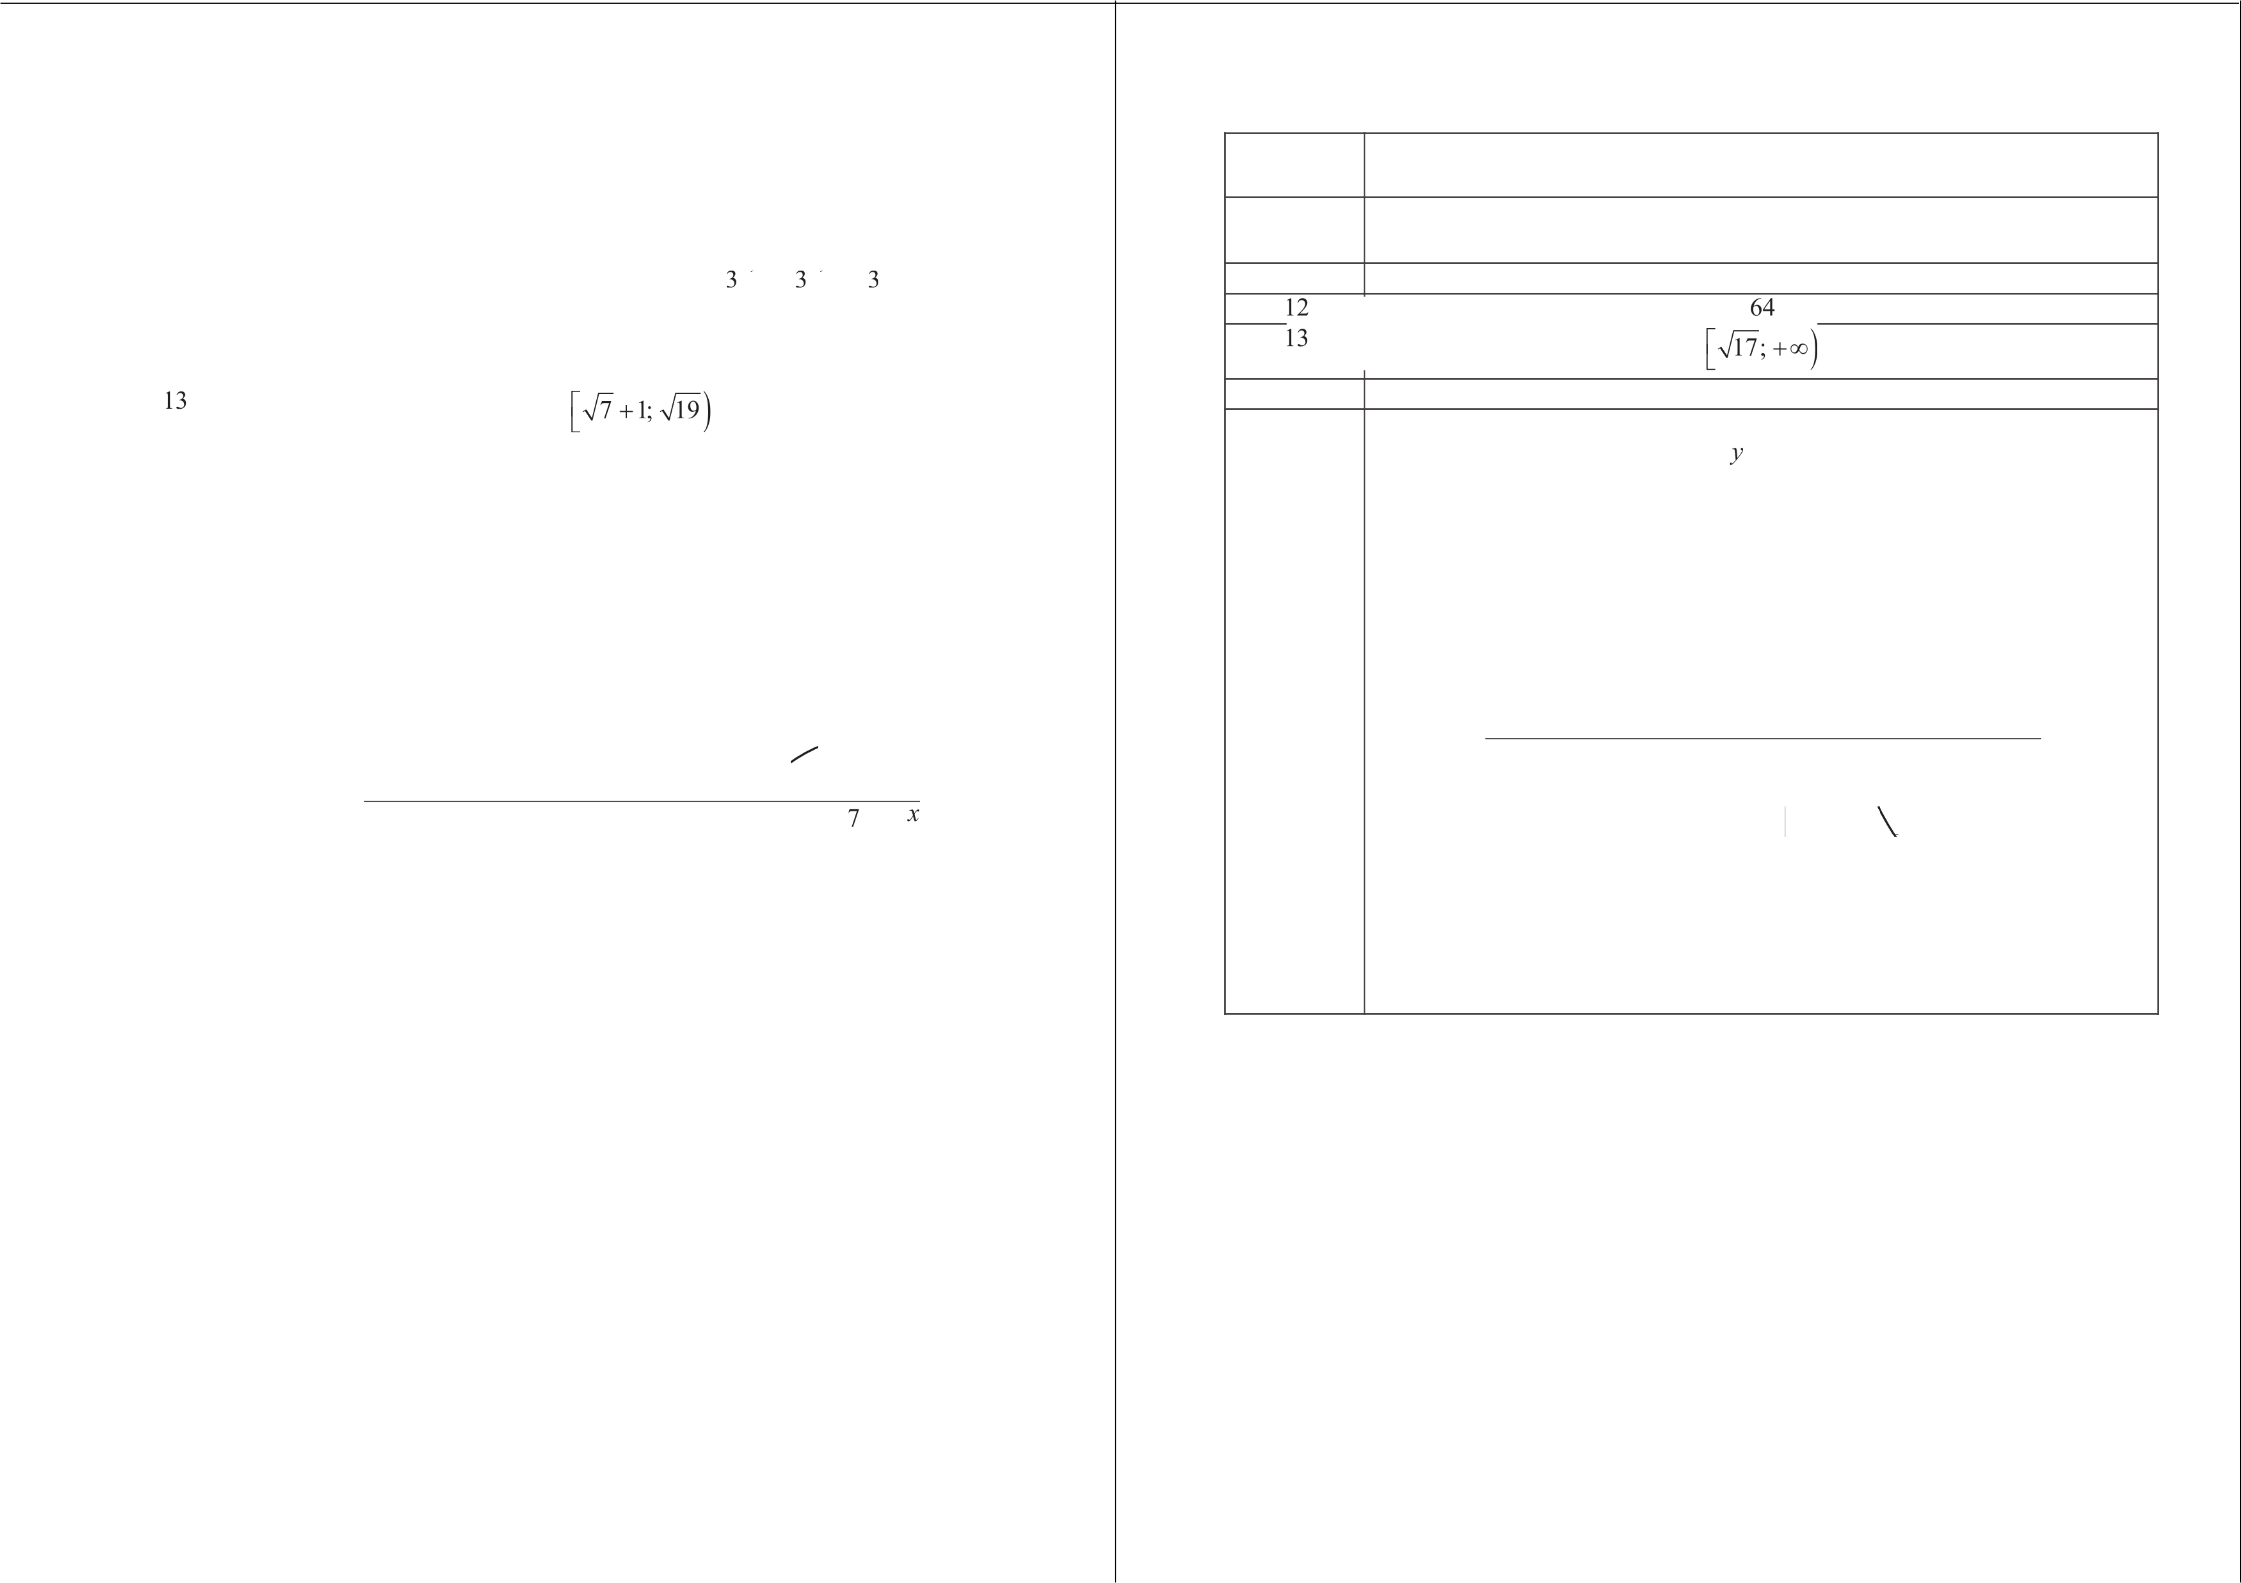 3 3 3
13 [√7 + 1; √19)
7 x
12 64
13 [√17; +∞)
y